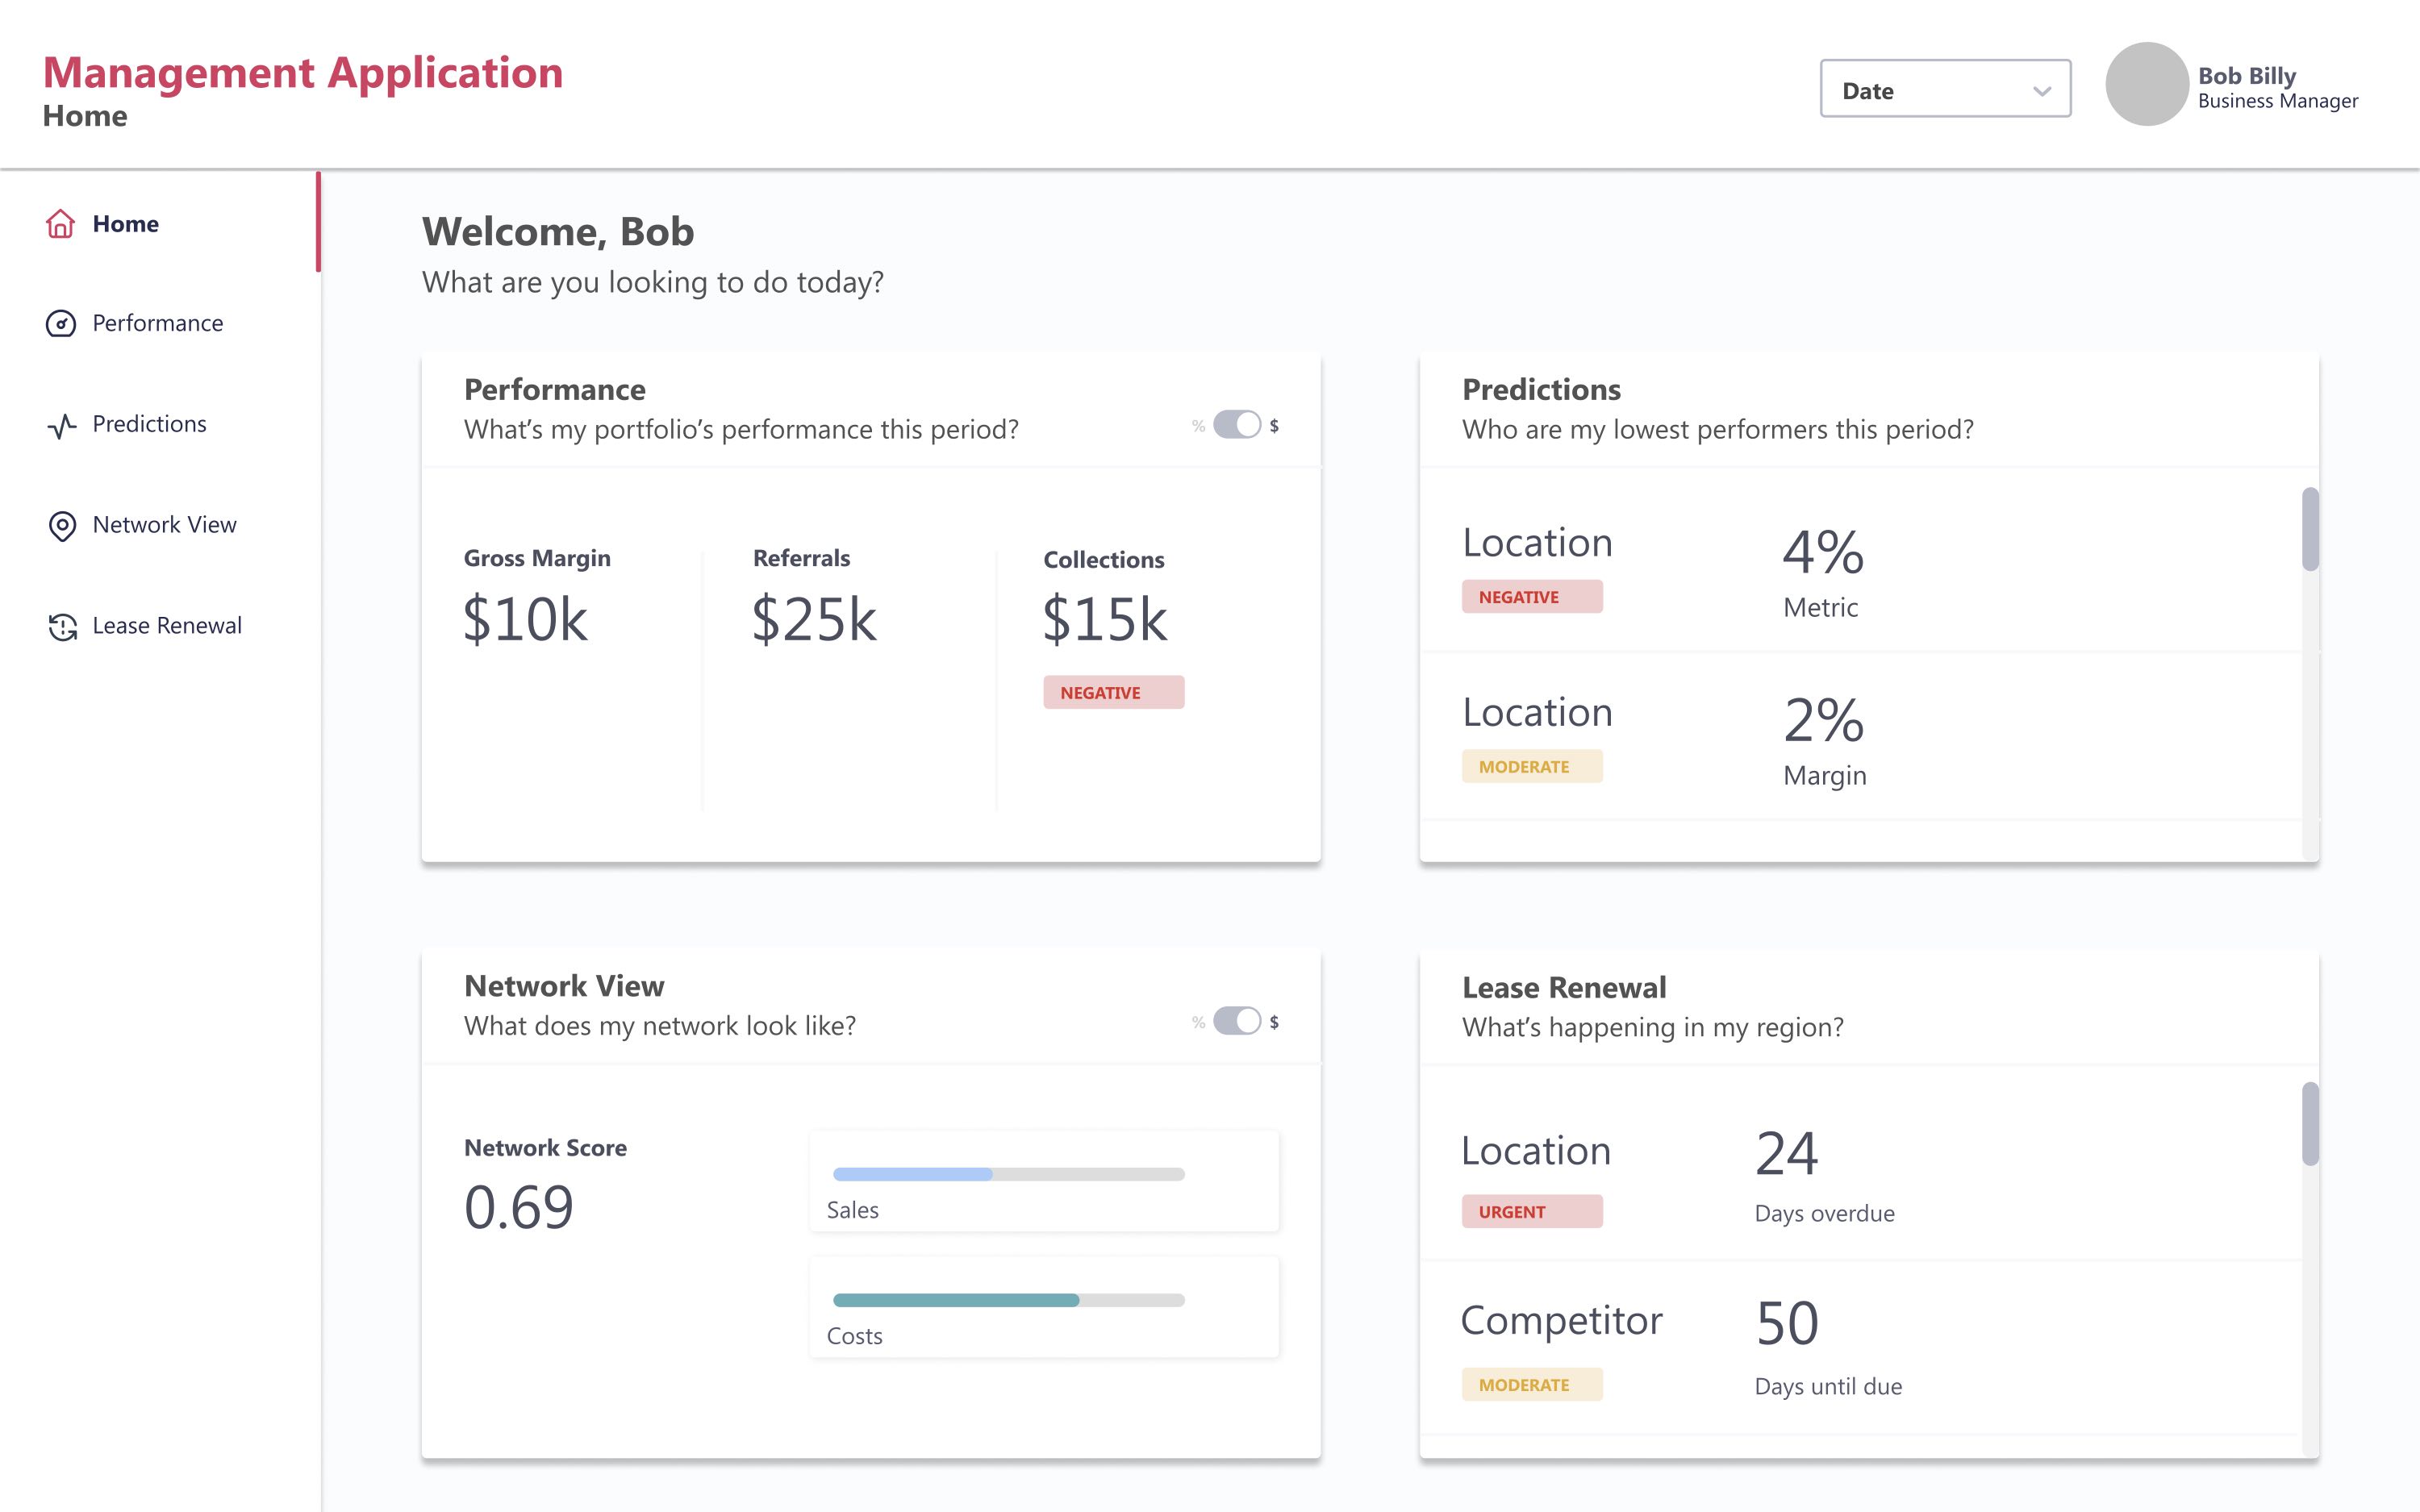 Management Application
Home
Date
Bob Billy
Business Manager
Home
Performance
Predictions
Network View
Lease Renewal
Welcome, Bob
What are you looking to do today?
Performance
What’s my portfolio’s performance this period?
% $
Gross Margin
$10k
Referrals
$25k
Collections
$15k
NEGATIVE
Predictions
Who are my lowest performers this period?
Location
NEGATIVE
4%
Metric
Location
MODERATE
2%
Margin
Network View
What does my network look like?
% $
Network Score
0.69
Sales
Costs
Lease Renewal
What’s happening in my region?
Location
URGENT
24
Days overdue
Competitor
MODERATE
50
Days until due